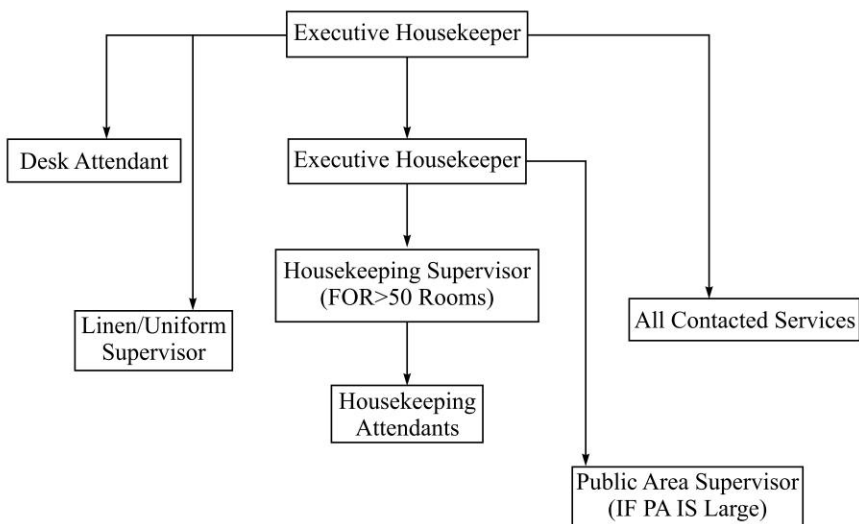 Executive Housekeeper
Desk Attendant
Executive Housekeeper
Housekeeping Supervisor
(FOR>50 Rooms)
Linen/Uniform
Supervisor
All Contacted Services
Housekeeping
Attendants
Public Area Supervisor
(IF PA IS Large)